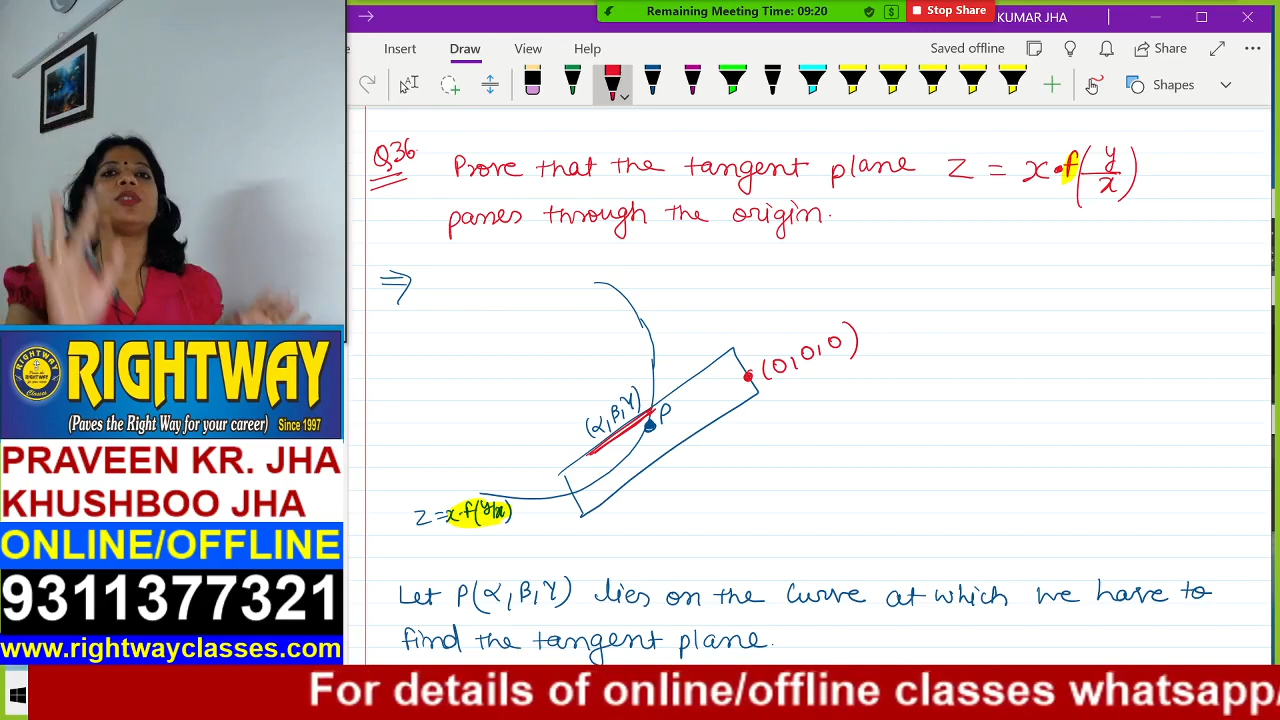 Remaining Meeting Time: 09:20
Stop Share
KUMAR JHA
Insert Draw View Help
Saved offline
Share
Shapes
Q36 Prove that the tangent plane z = x·f(y/x)
passes through the origin.
⇒
(0,0,0)
(α,β,γ)
P
z=x·f(y/x)
Let P(α,β,γ) lies on the curve at which we have to
find the tangent plane.
RIGHTWAY
RIGHTWAY
(Paves the Right Way for your career) Since 1997
PRAVEEN KR. JHA
KHUSHBOO JHA
ONLINE/OFFLINE
9311377321
www.rightwayclasses.com
For details of online/offline classes whatsapp/